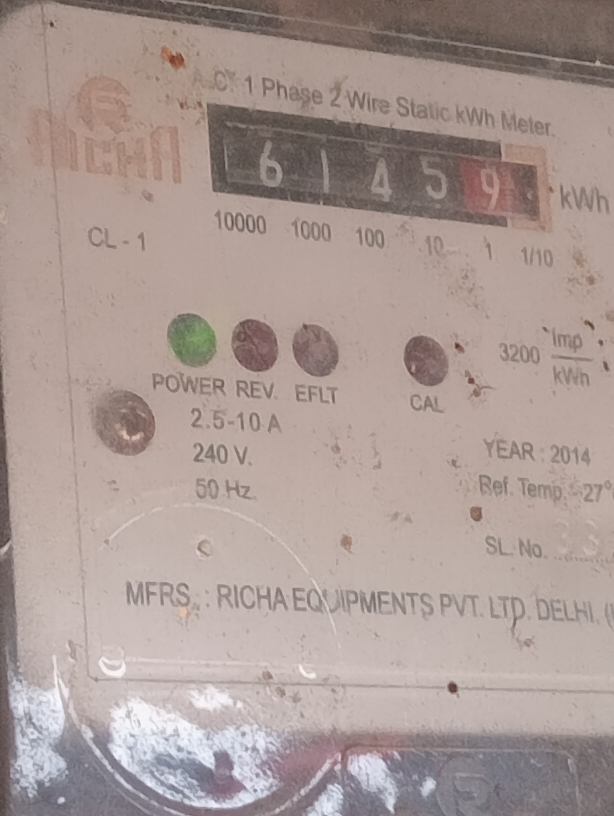 A.C. 1 Phase 2 Wire Static kWh Meter.
RICHA
6 1 4 5 9 kWh
10000 1000 100 10 1 1/10
CL - 1
3200 Imp
kWh
POWER REV. EFLT CAL
2.5-10 A
240 V.
50 Hz.
YEAR : 2014
Ref. Temp. 27°
SL. No.
MFRS. : RICHA EQUIPMENTS PVT. LTD. DELHI.